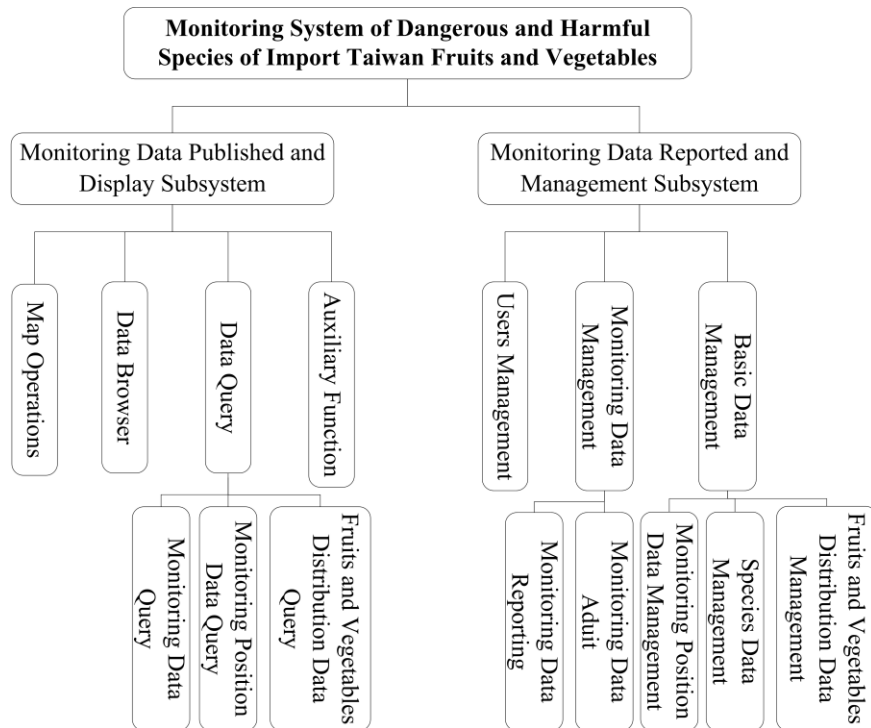 Monitoring System of Dangerous and Harmful
Species of Import Taiwan Fruits and Vegetables
Monitoring Data Published and
Display Subsystem
Monitoring Data Reported and
Management Subsystem
Map Operations
Data Browser
Data Query
Auxiliary Function
Users Management
Monitoring Data
Management
Basic Data
Management
Monitoring Data
Query
Monitoring Position
Data Query
Fruits and Vegetables
Distribution Data
Query
Monitoring Data
Reporting
Monitoring Data
Aduit
Monitoring Position
Data Management
Species Data
Management
Fruits and Vegetables
Distribution Data
Management